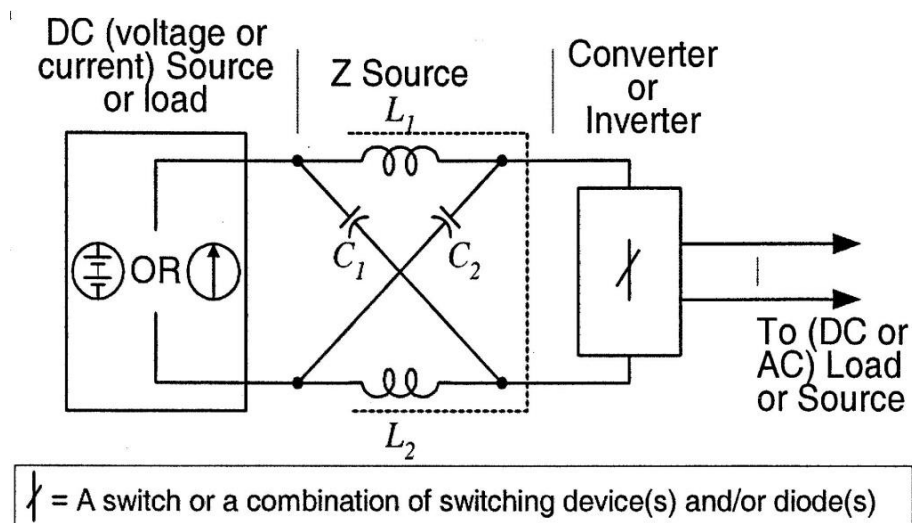 DC (voltage or
current) Source
or load
Z Source
Converter
or
Inverter
L1
OR
C1
C2
To (DC or
AC) Load
or Source
L2
= A switch or a combination of switching device(s) and/or diode(s)